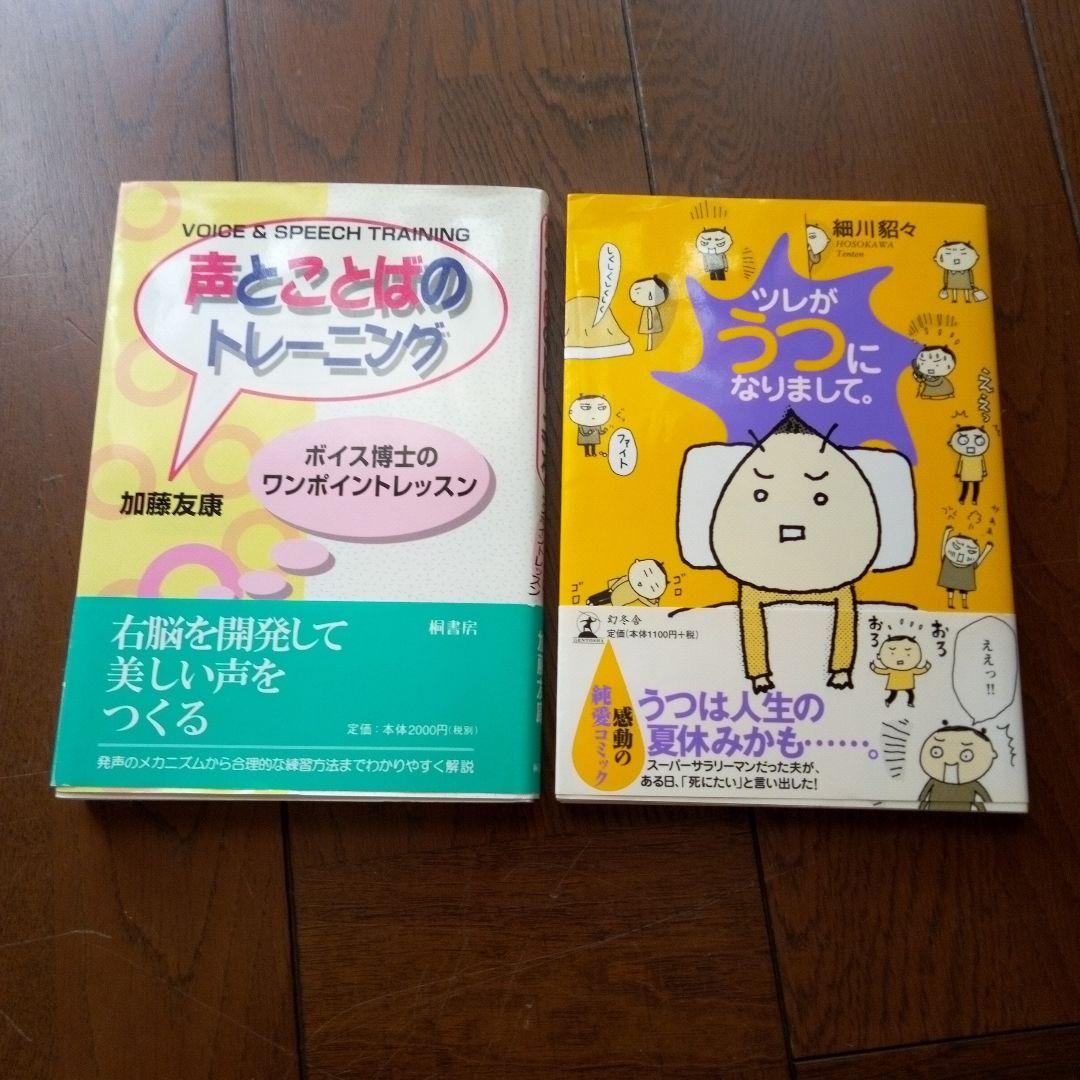 VOICE & SPEECH TRAINING
声とことばの
トレーニング
ボイス博士の
ワンポイントレッスン
加藤友康
右脳を開発して
美しい声を
つくる
桐書房
定価：本体2000円(税別)
発声のメカニズムから合理的な練習方法までわかりやすく解説
加藤友康
細川貂々
HOSOKAWA
Tenten
ツレが
うつに
なりまして。
しくしくしくしく
ぐっ
ファイト
ええっ
ゴロ
ゴロ
おろ
おろ
ええっ!!
幻冬舎
GENTOSHA
定価(本体1100円+税)
感動の
純愛コミック
うつは人生の
夏休みかも……。
スーパーサラリーマンだった夫が、
ある日、「死にたい」と言い出した!